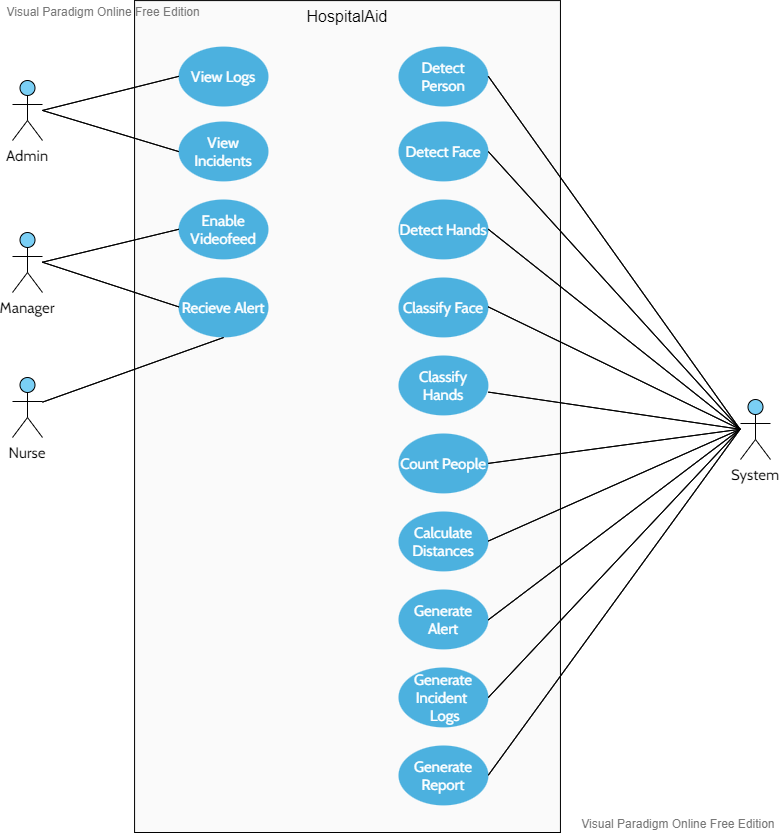 Visual Paradigm Online Free Edition
HospitalAid
View Logs
View
Incidents
Enable
Videofeed
Recieve Alert
Admin
Manager
Nurse
Detect
Person
Detect Face
Detect Hands
Classify Face
Classify
Hands
Count People
Calculate
Distances
Generate
Alert
Generate
Incident
Logs
Generate
Report
System
Visual Paradigm Online Free Edition